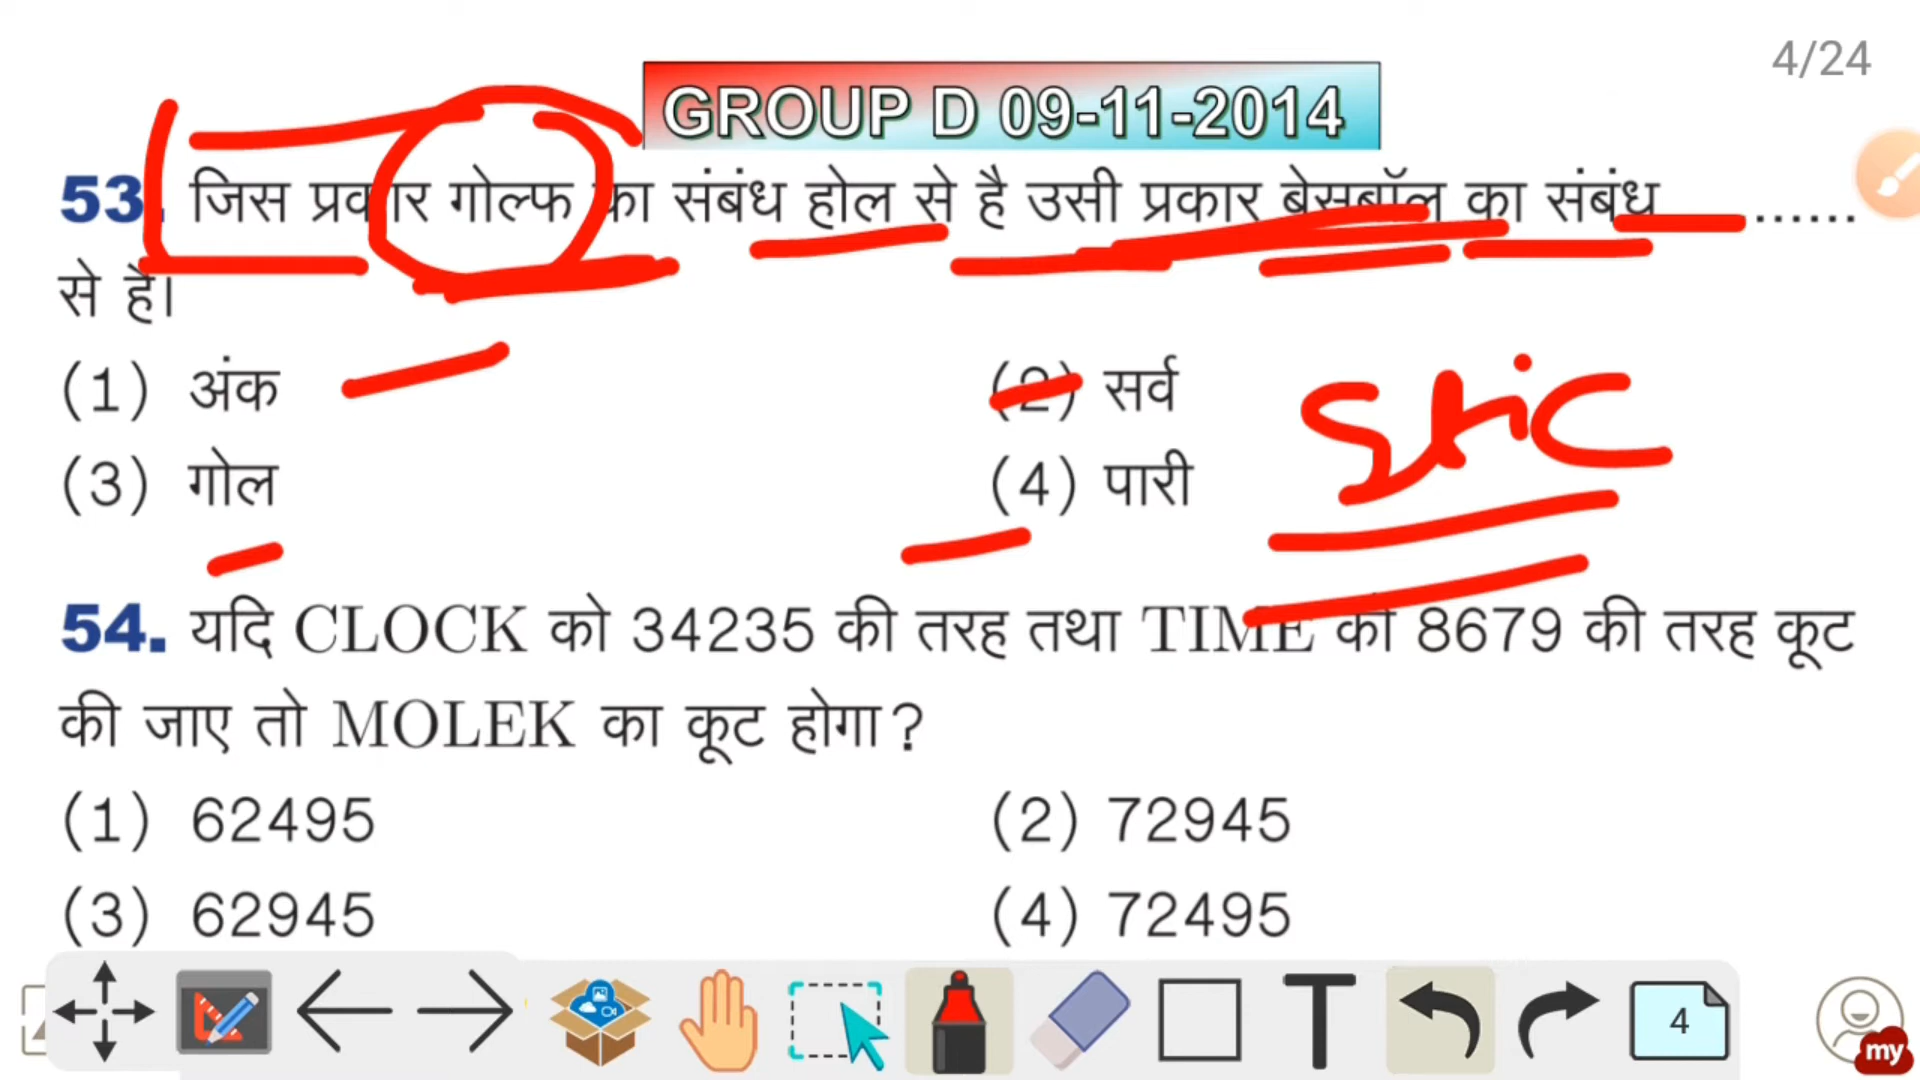 4/24
GROUP D 09-11-2014
53. जिस प्रकार गोल्फ का संबंध होल से है उसी प्रकार बेसबॉल का संबंध ......
से है।
(1) अंक
(2) सर्व
(3) गोल
(4) पारी
54. यदि CLOCK को 34235 की तरह तथा TIME को 8679 की तरह कूट
की जाए तो MOLEK का कूट होगा?
(1) 62495
(2) 72945
(3) 62945
(4) 72495
T
4
my